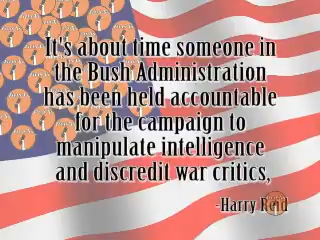 It's about time someone in
the Bush Administration
has been held accountable
for the campaign to
manipulate intelligence
and discredit war critics,
-Harry Reid